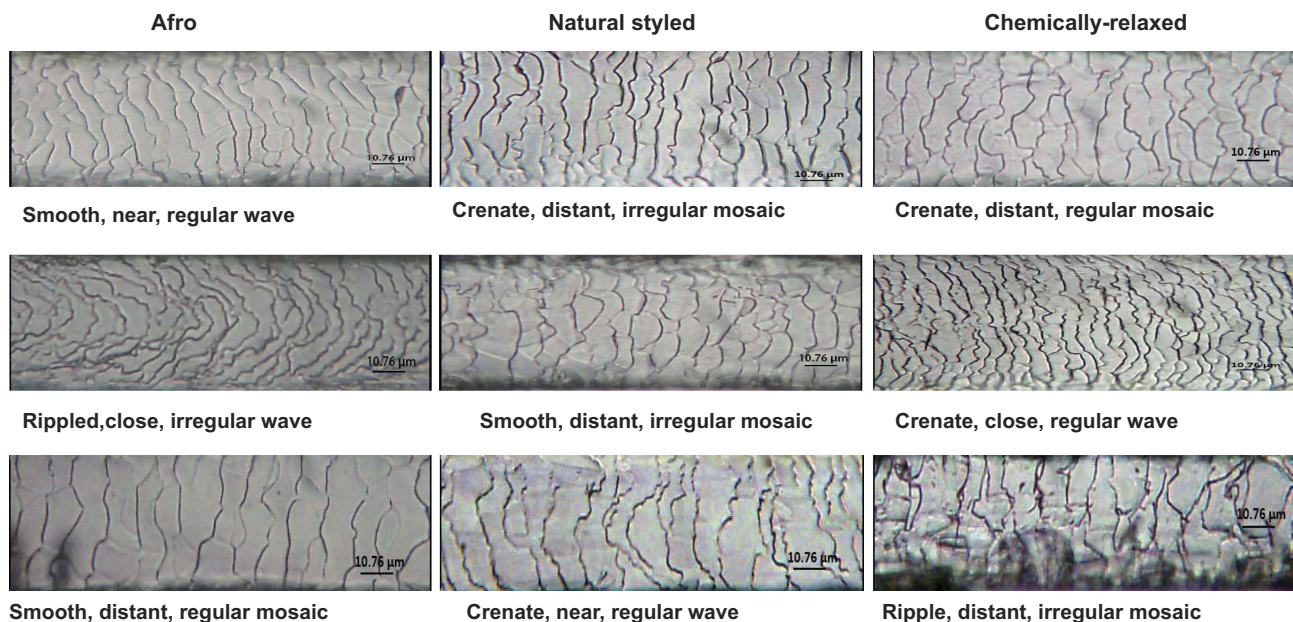 Afro Natural styled Chemically-relaxed
10.76 µm 10.76 µm 10.76 µm
Smooth, near, regular wave Crenate, distant, irregular mosaic Crenate, distant, regular mosaic
10.76 µm 10.76 µm 10.76 µm
Rippled,close, irregular wave Smooth, distant, irregular mosaic Crenate, close, regular wave
10.76 µm 10.76 µm 10.76 µm
Smooth, distant, regular mosaic Crenate, near, regular wave Ripple, distant, irregular mosaic